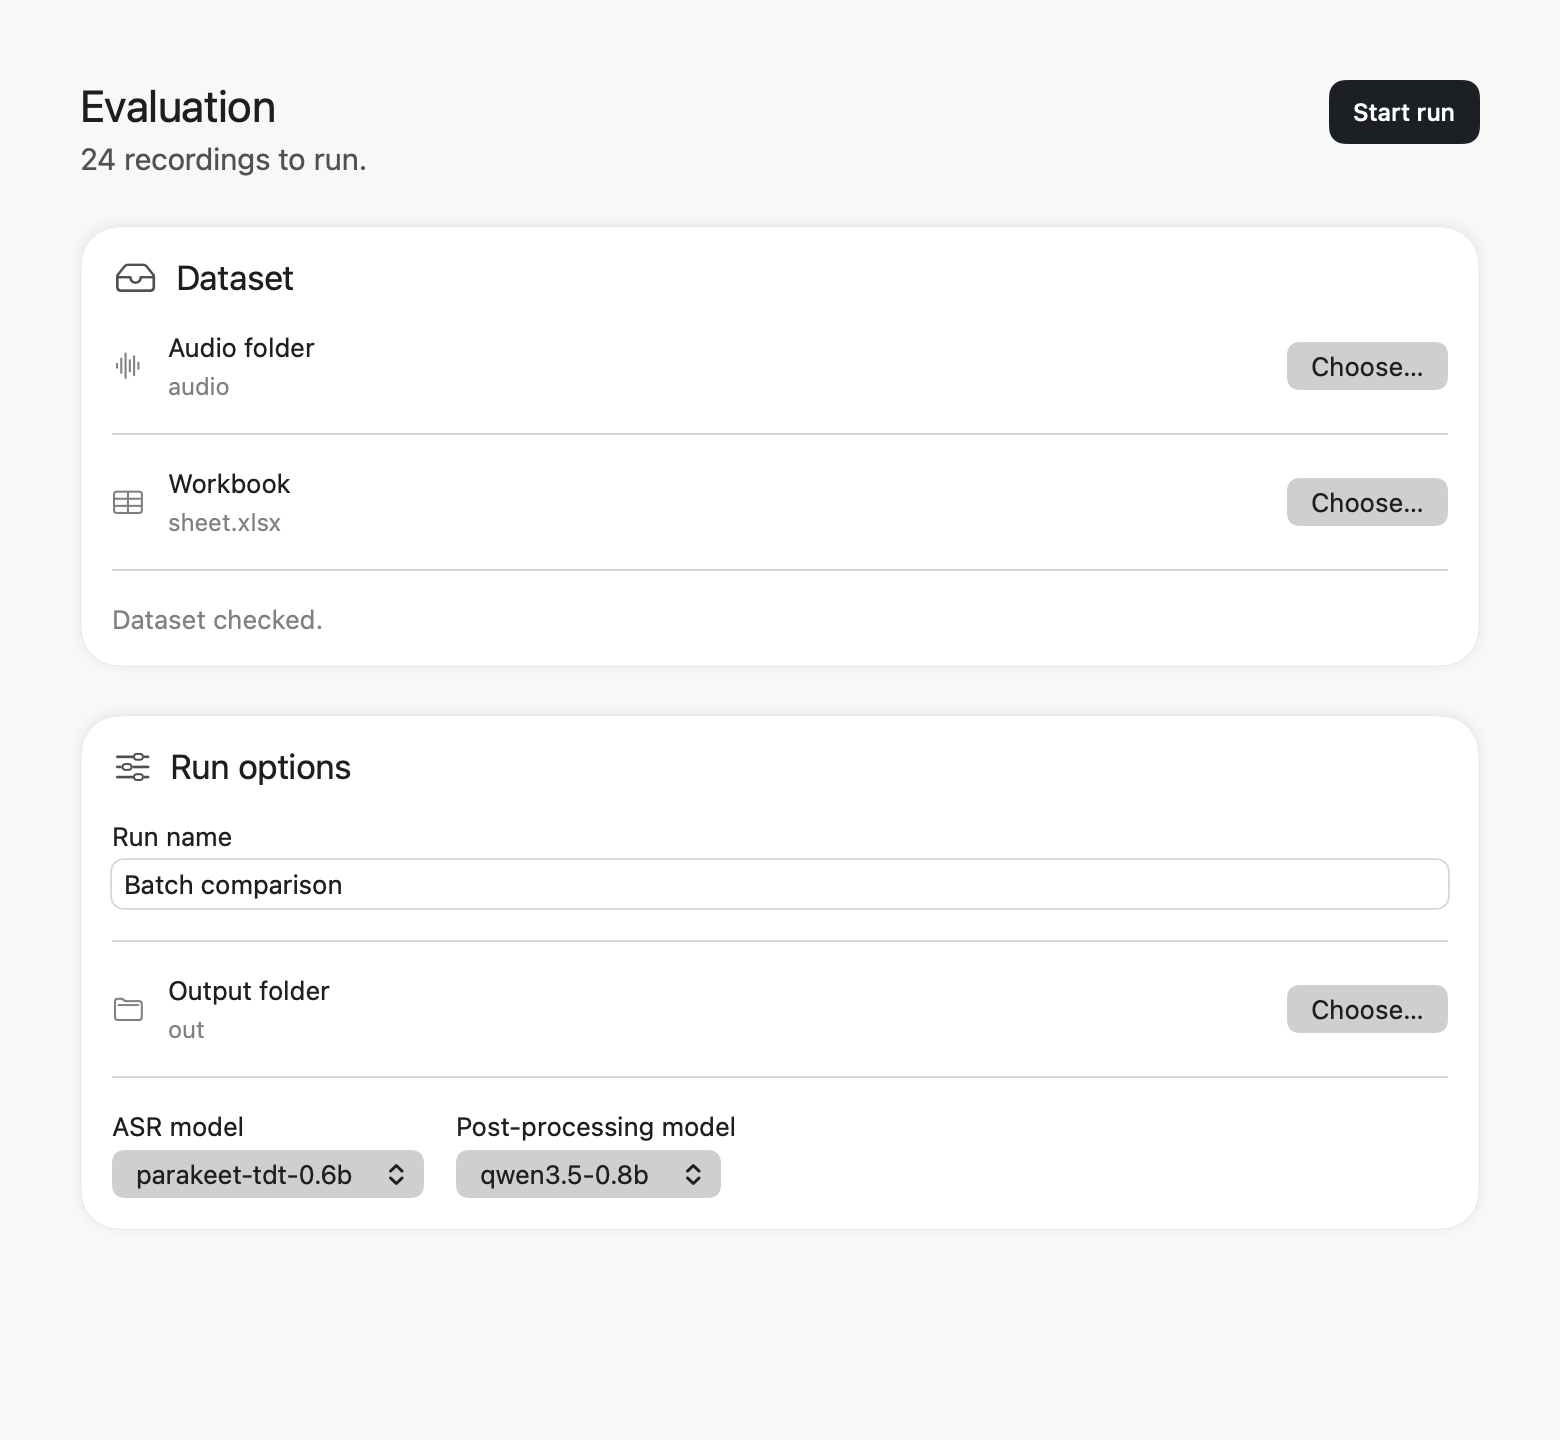 Evaluation
Start run
24 recordings to run.
Dataset
Audio folder
audio
Choose...
Workbook
sheet.xlsx
Choose...
Dataset checked.
Run options
Run name
Batch comparison
Output folder
out
Choose...
ASR model
Post-processing model
parakeet-tdt-0.6b
qwen3.5-0.8b